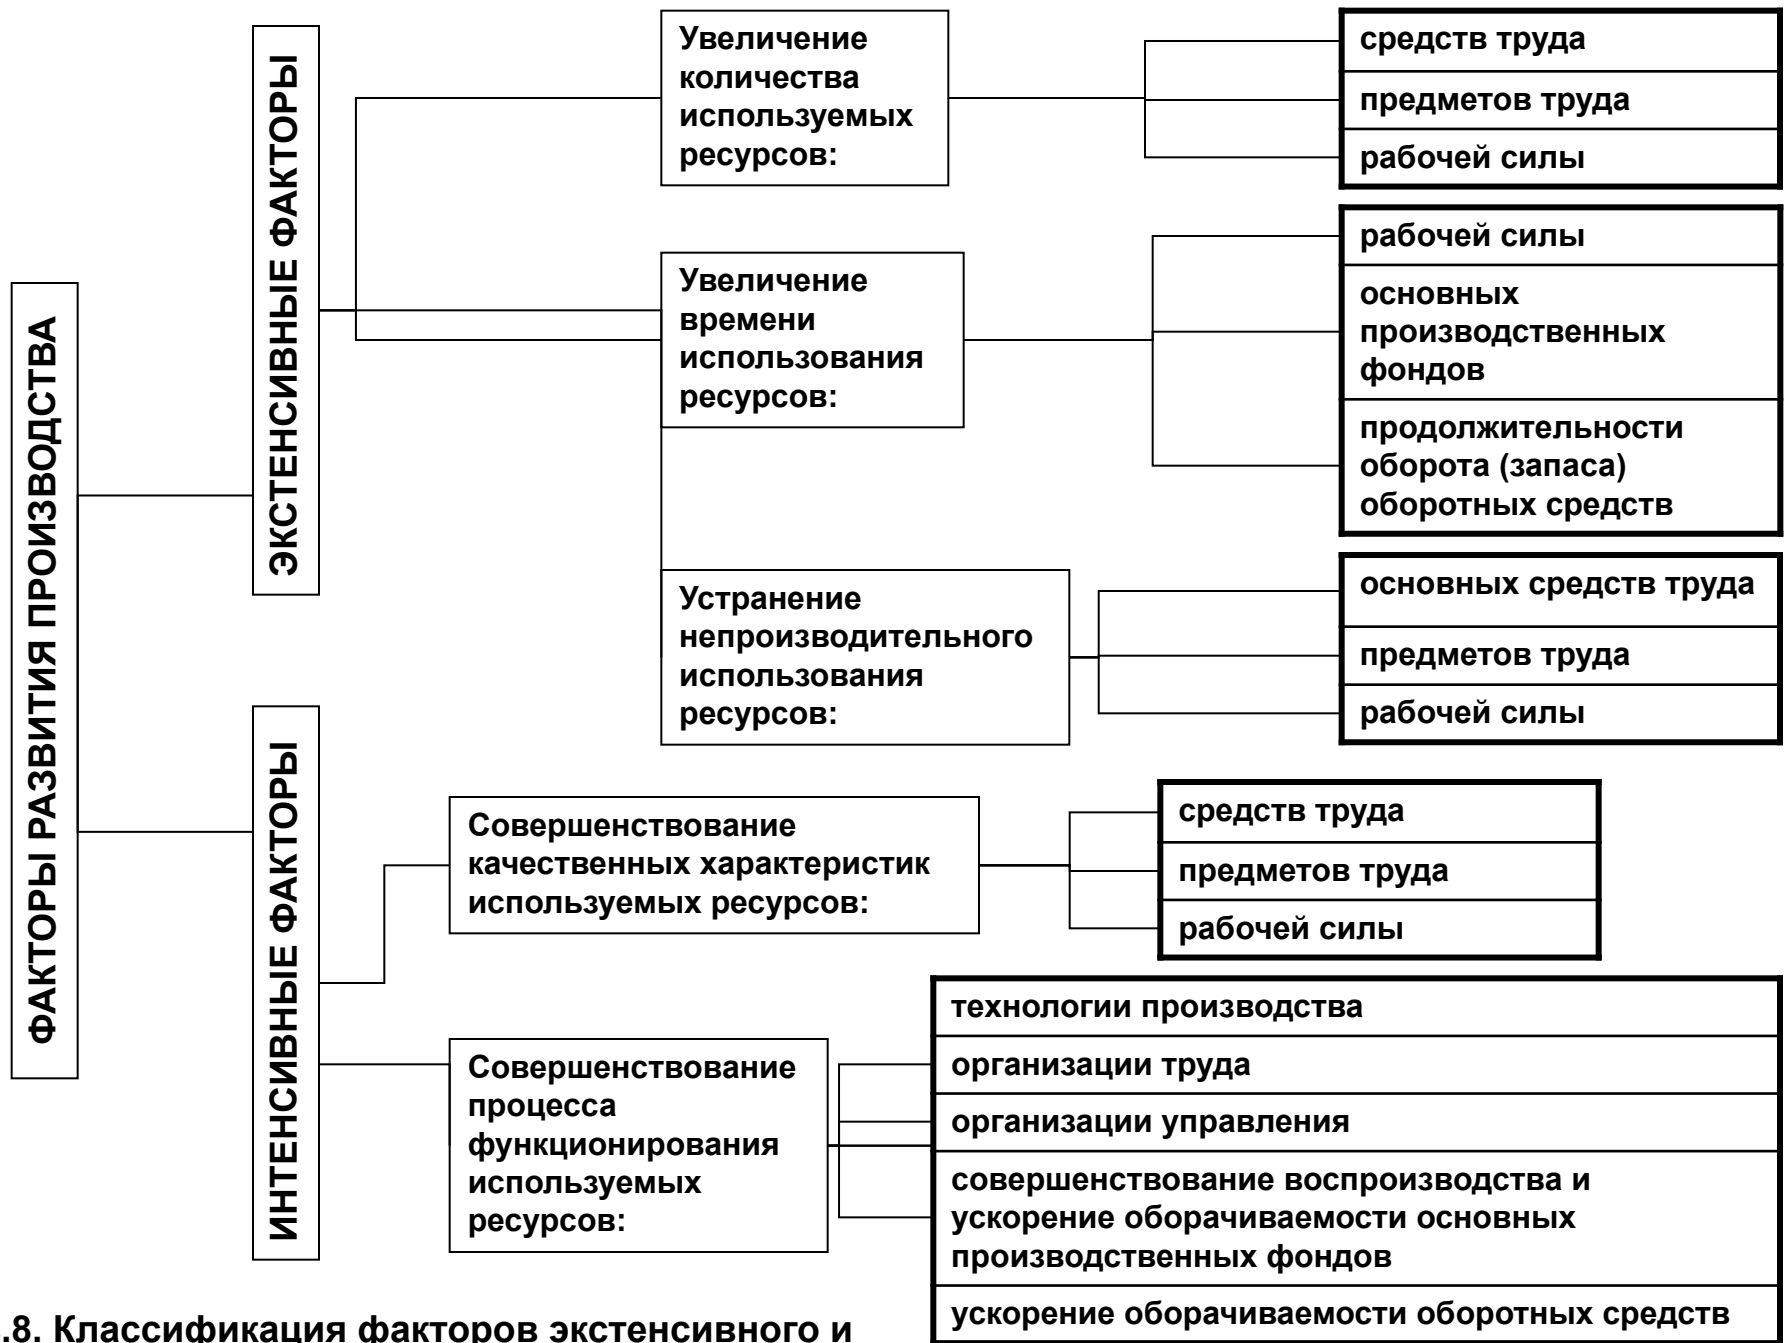 ФАКТОРЫ РАЗВИТИЯ ПРОИЗВОДСТВА
ЭКСТЕНСИВНЫЕ ФАКТОРЫ
Увеличение
количества
используемых
ресурсов:
средств труда
предметов труда
рабочей силы
Увеличение
времени
использования
ресурсов:
рабочей силы
основных
производственных
фондов
продолжительности
оборота (запаса)
оборотных средств
Устранение
непроизводительного
использования
ресурсов:
основных средств труда
предметов труда
рабочей силы
ИНТЕНСИВНЫЕ ФАКТОРЫ
Совершенствование
качественных характеристик
используемых ресурсов:
средств труда
предметов труда
рабочей силы
Совершенствование
процесса
функционирования
используемых
ресурсов:
технологии производства
организации труда
организации управления
совершенствование воспроизводства и
ускорение оборачиваемости основных
производственных фондов
ускорение оборачиваемости оборотных средств
.8. Классификация факторов экстенсивного и